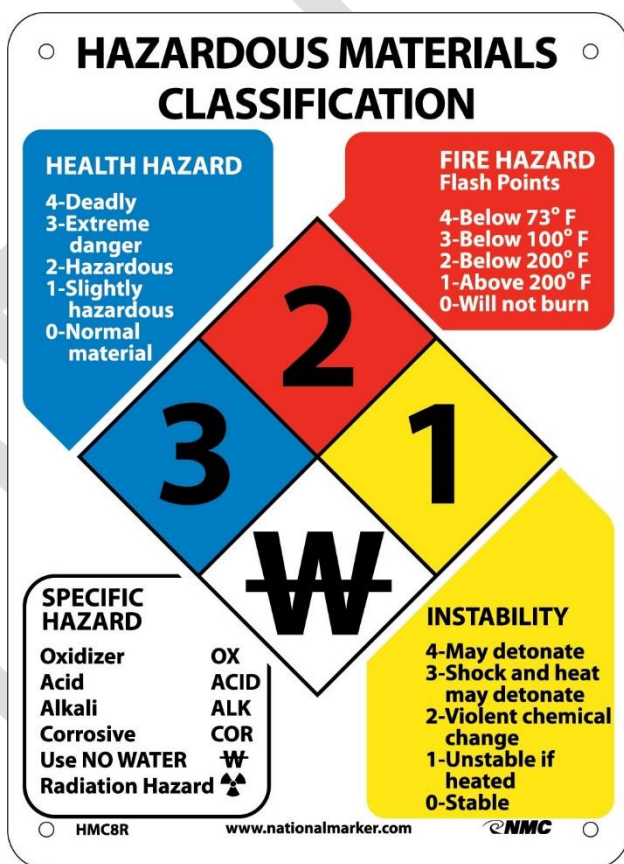 HAZARDOUS MATERIALS
CLASSIFICATION
HEALTH HAZARD
4-Deadly
3-Extreme
danger
2-Hazardous
1-Slightly
hazardous
0-Normal
material
FIRE HAZARD
Flash Points
4-Below 73° F
3-Below 100° F
2-Below 200° F
1-Above 200° F
0-Will not burn
2
3
1
W
SPECIFIC
HAZARD
Oxidizer OX
Acid ACID
Alkali ALK
Corrosive COR
Use NO WATER W
Radiation Hazard ☢
INSTABILITY
4-May detonate
3-Shock and heat
may detonate
2-Violent chemical
change
1-Unstable if
heated
0-Stable
HMC8R
www.nationalmarker.com
NMC